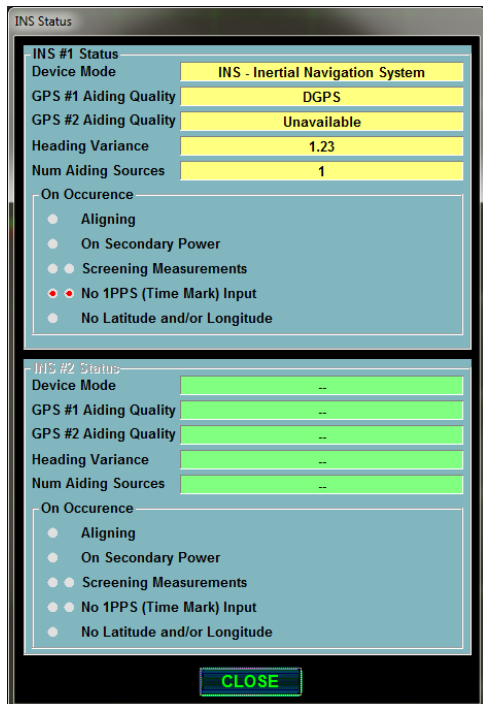 INS Status
INS #1 Status
Device Mode INS - Inertial Navigation System
GPS #1 Aiding Quality DGPS
GPS #2 Aiding Quality Unavailable
Heading Variance 1.23
Num Aiding Sources 1
On Occurence
Aligning
On Secondary Power
Screening Measurements
No 1PPS (Time Mark) Input
No Latitude and/or Longitude
INS #2 Status
Device Mode --
GPS #1 Aiding Quality --
GPS #2 Aiding Quality --
Heading Variance --
Num Aiding Sources --
On Occurence
Aligning
On Secondary Power
Screening Measurements
No 1PPS (Time Mark) Input
No Latitude and/or Longitude
CLOSE